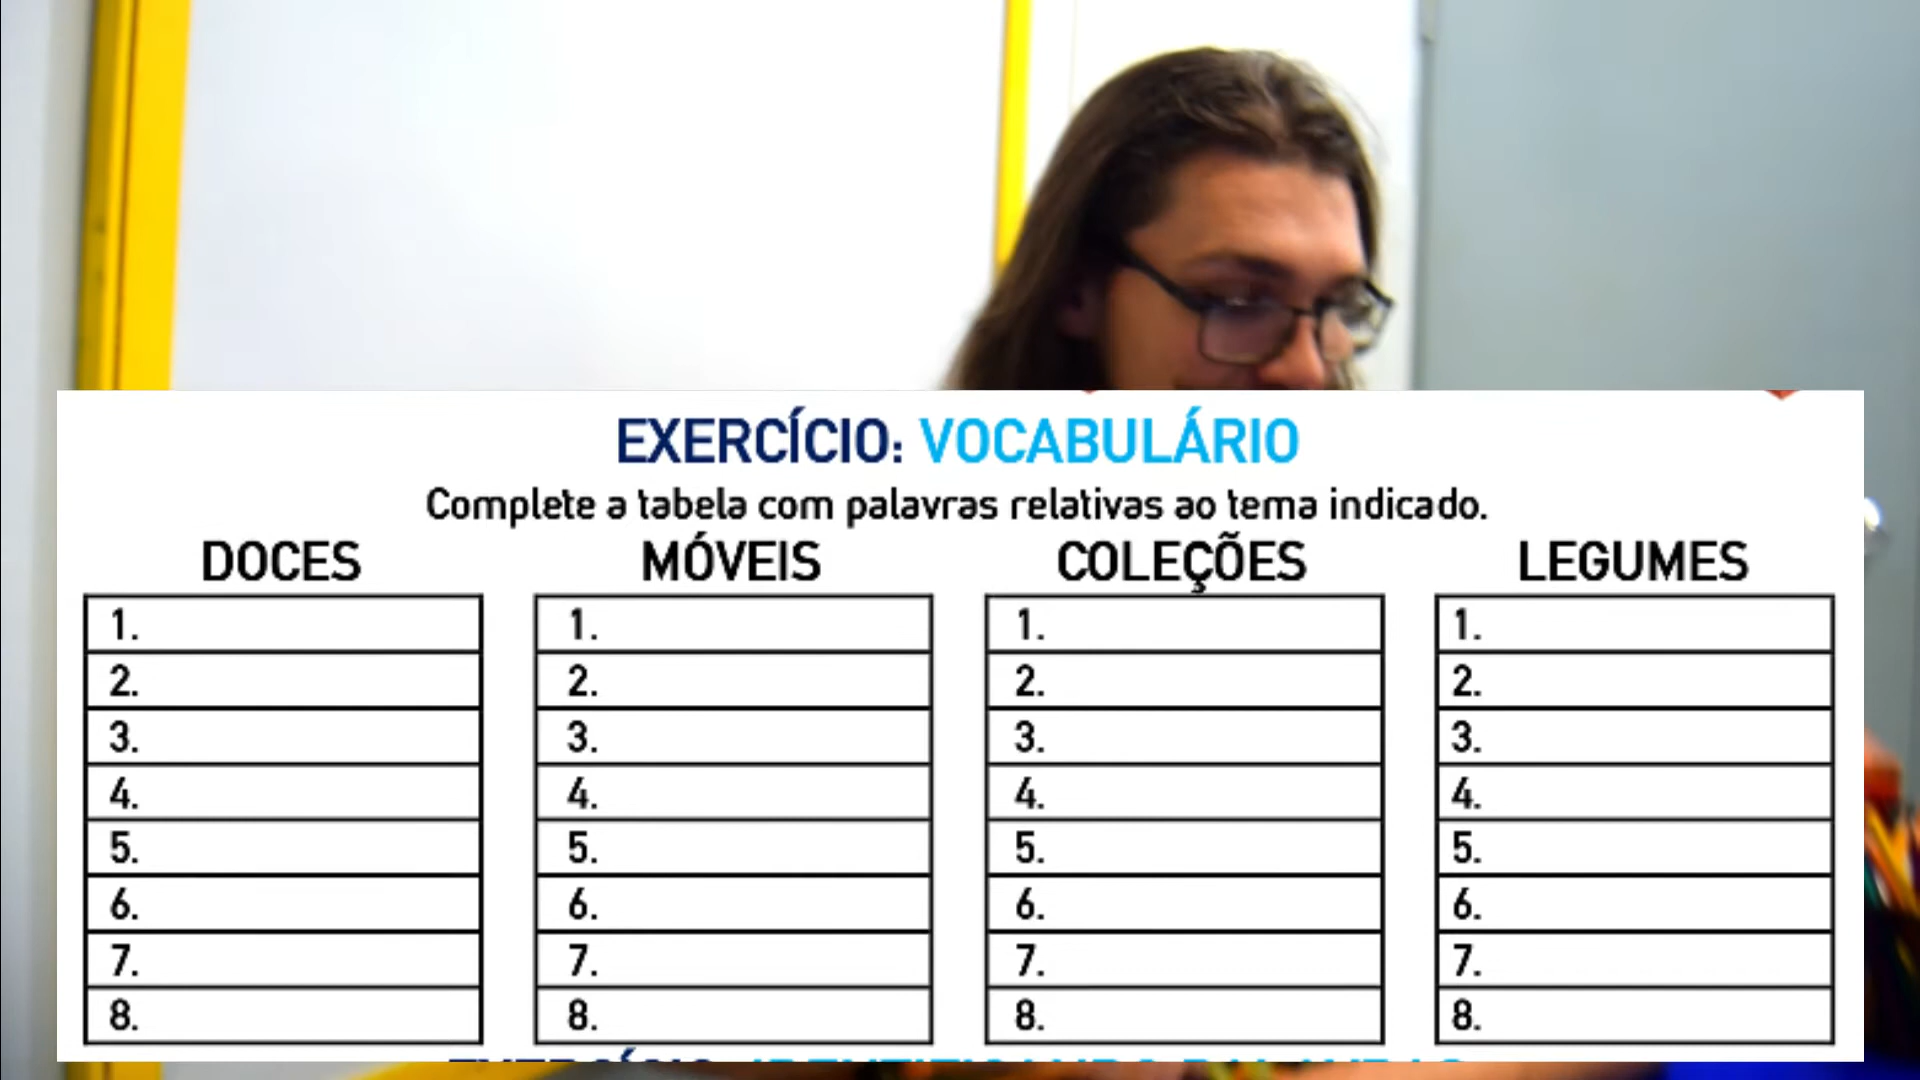 EXERCÍCIO: VOCABULÁRIO
Complete a tabela com palavras relativas ao tema indicado.
DOCES MÓVEIS COLEÇÕES LEGUMES
1. 1. 1. 1.
2. 2. 2. 2.
3. 3. 3. 3.
4. 4. 4. 4.
5. 5. 5. 5.
6. 6. 6. 6.
7. 7. 7. 7.
8. 8. 8. 8.